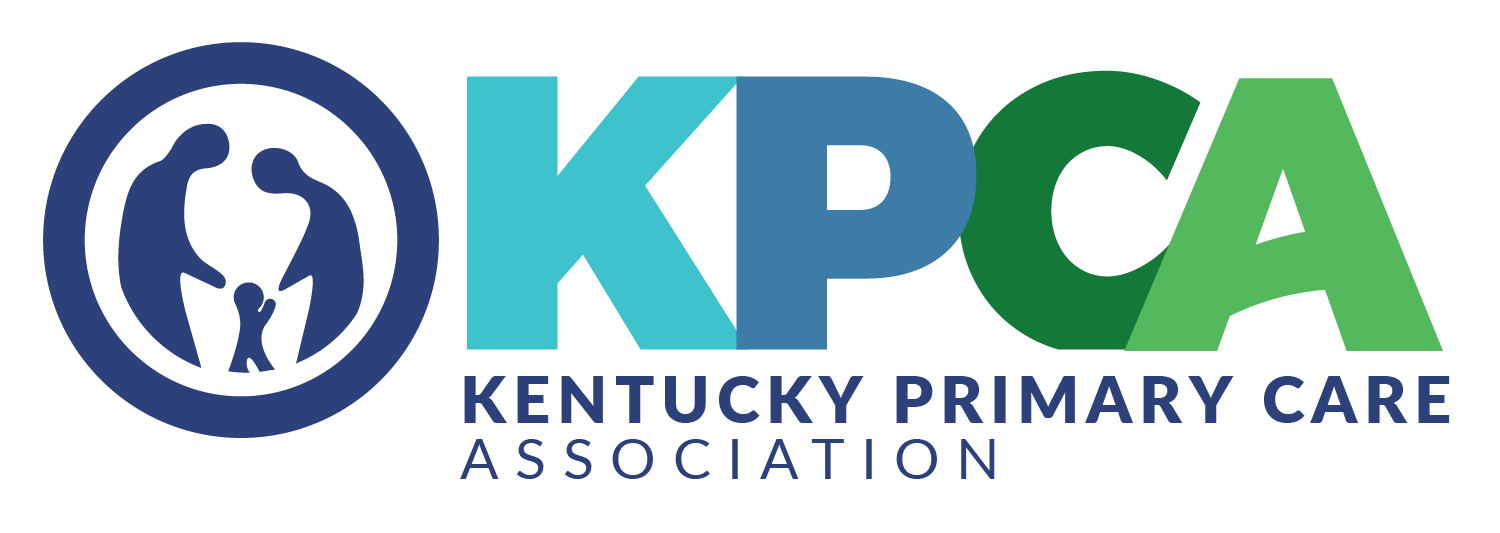 KPCA
KENTUCKY PRIMARY CARE
ASSOCIATION